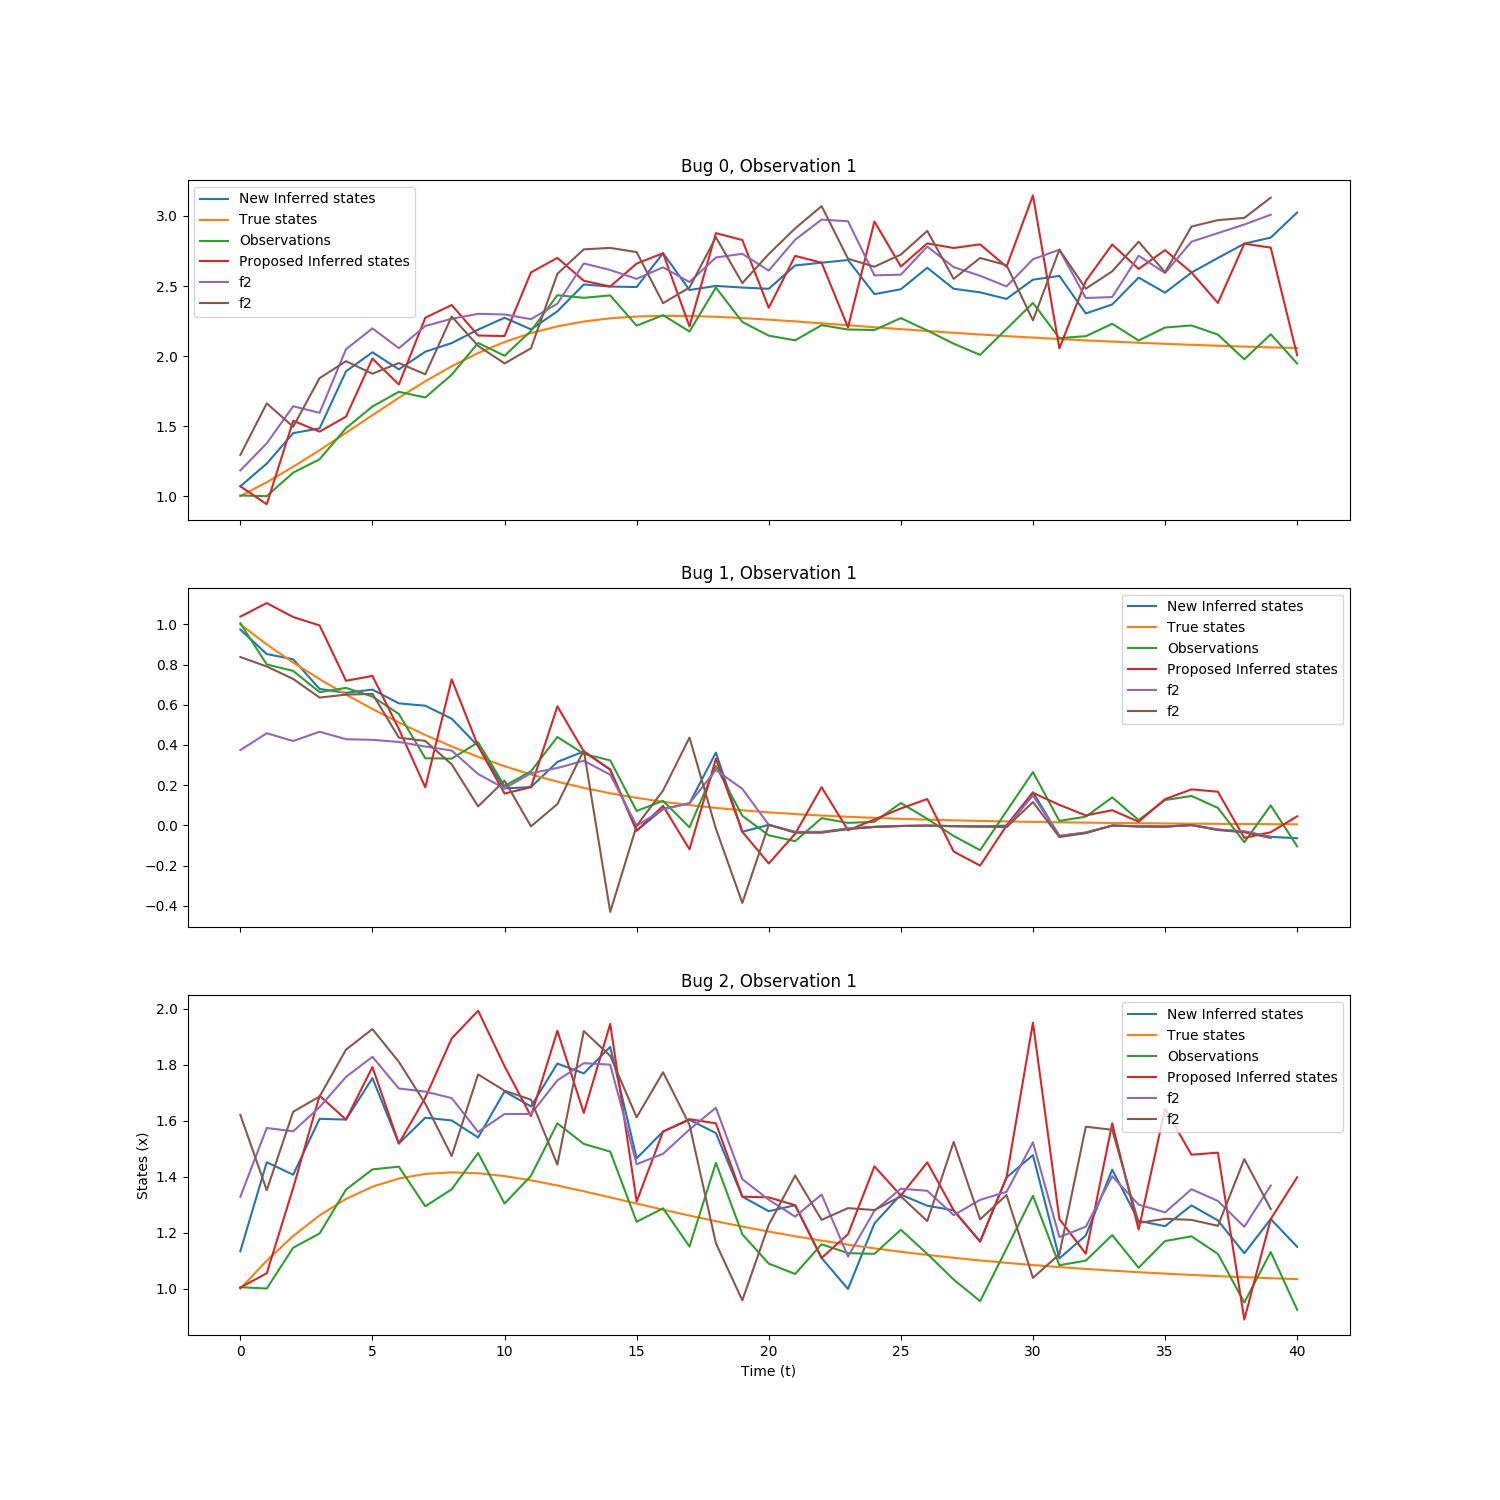 Bug 0, Observation 1
New Inferred states
True states
Observations
Proposed Inferred states
f2
f2
3.0
2.5
2.0
1.5
1.0
Bug 1, Observation 1
New Inferred states
True states
Observations
Proposed Inferred states
f2
f2
1.0
0.8
0.6
0.4
0.2
0.0
−0.2
−0.4
Bug 2, Observation 1
New Inferred states
True states
Observations
Proposed Inferred states
f2
f2
2.0
1.8
1.6
1.4
1.2
1.0
States (x)
0 5 10 15 20 25 30 35 40
Time (t)